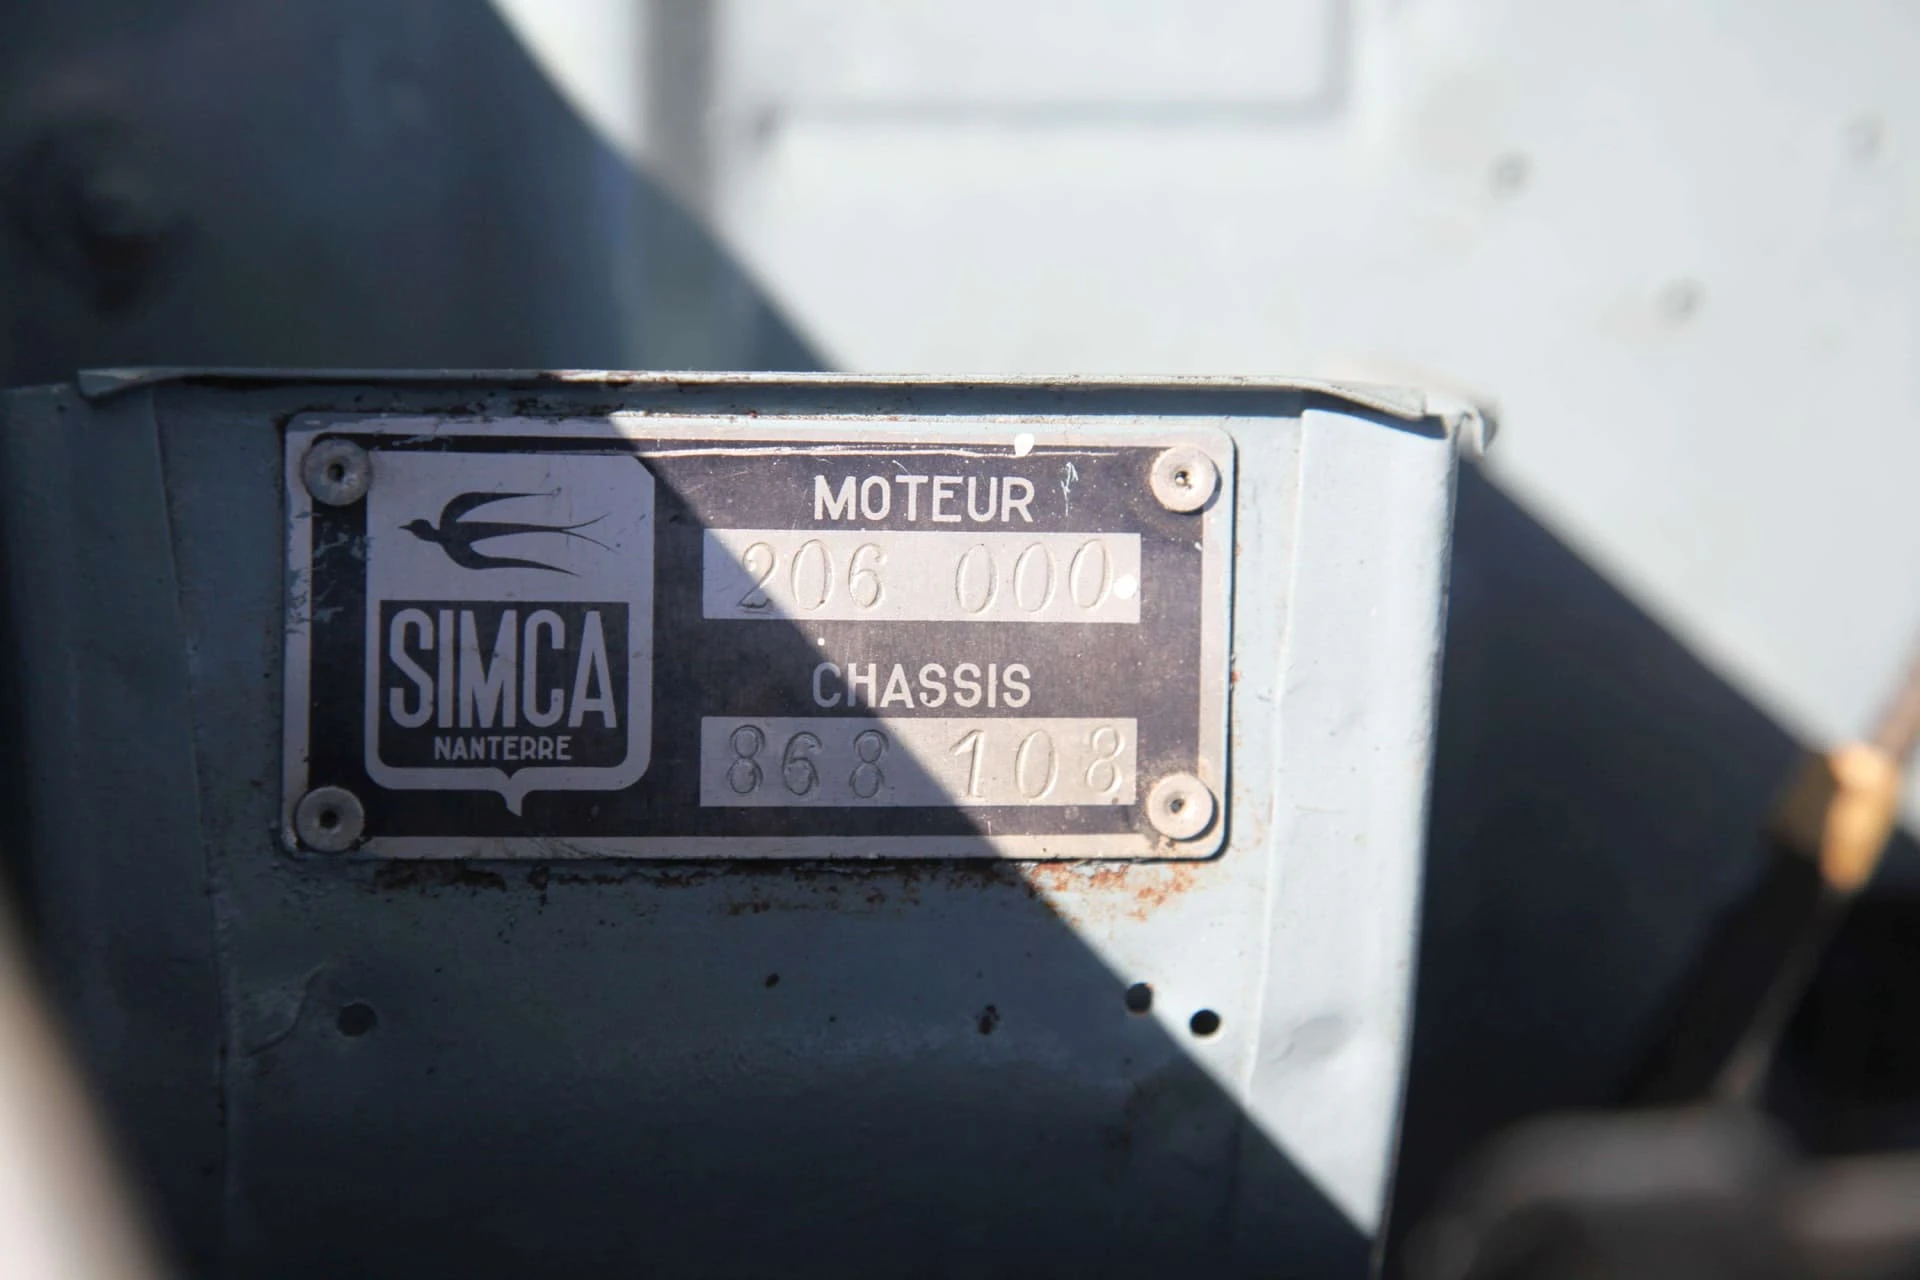 SIMCA
NANTERRE
MOTEUR
206 000
CHASSIS
868 108